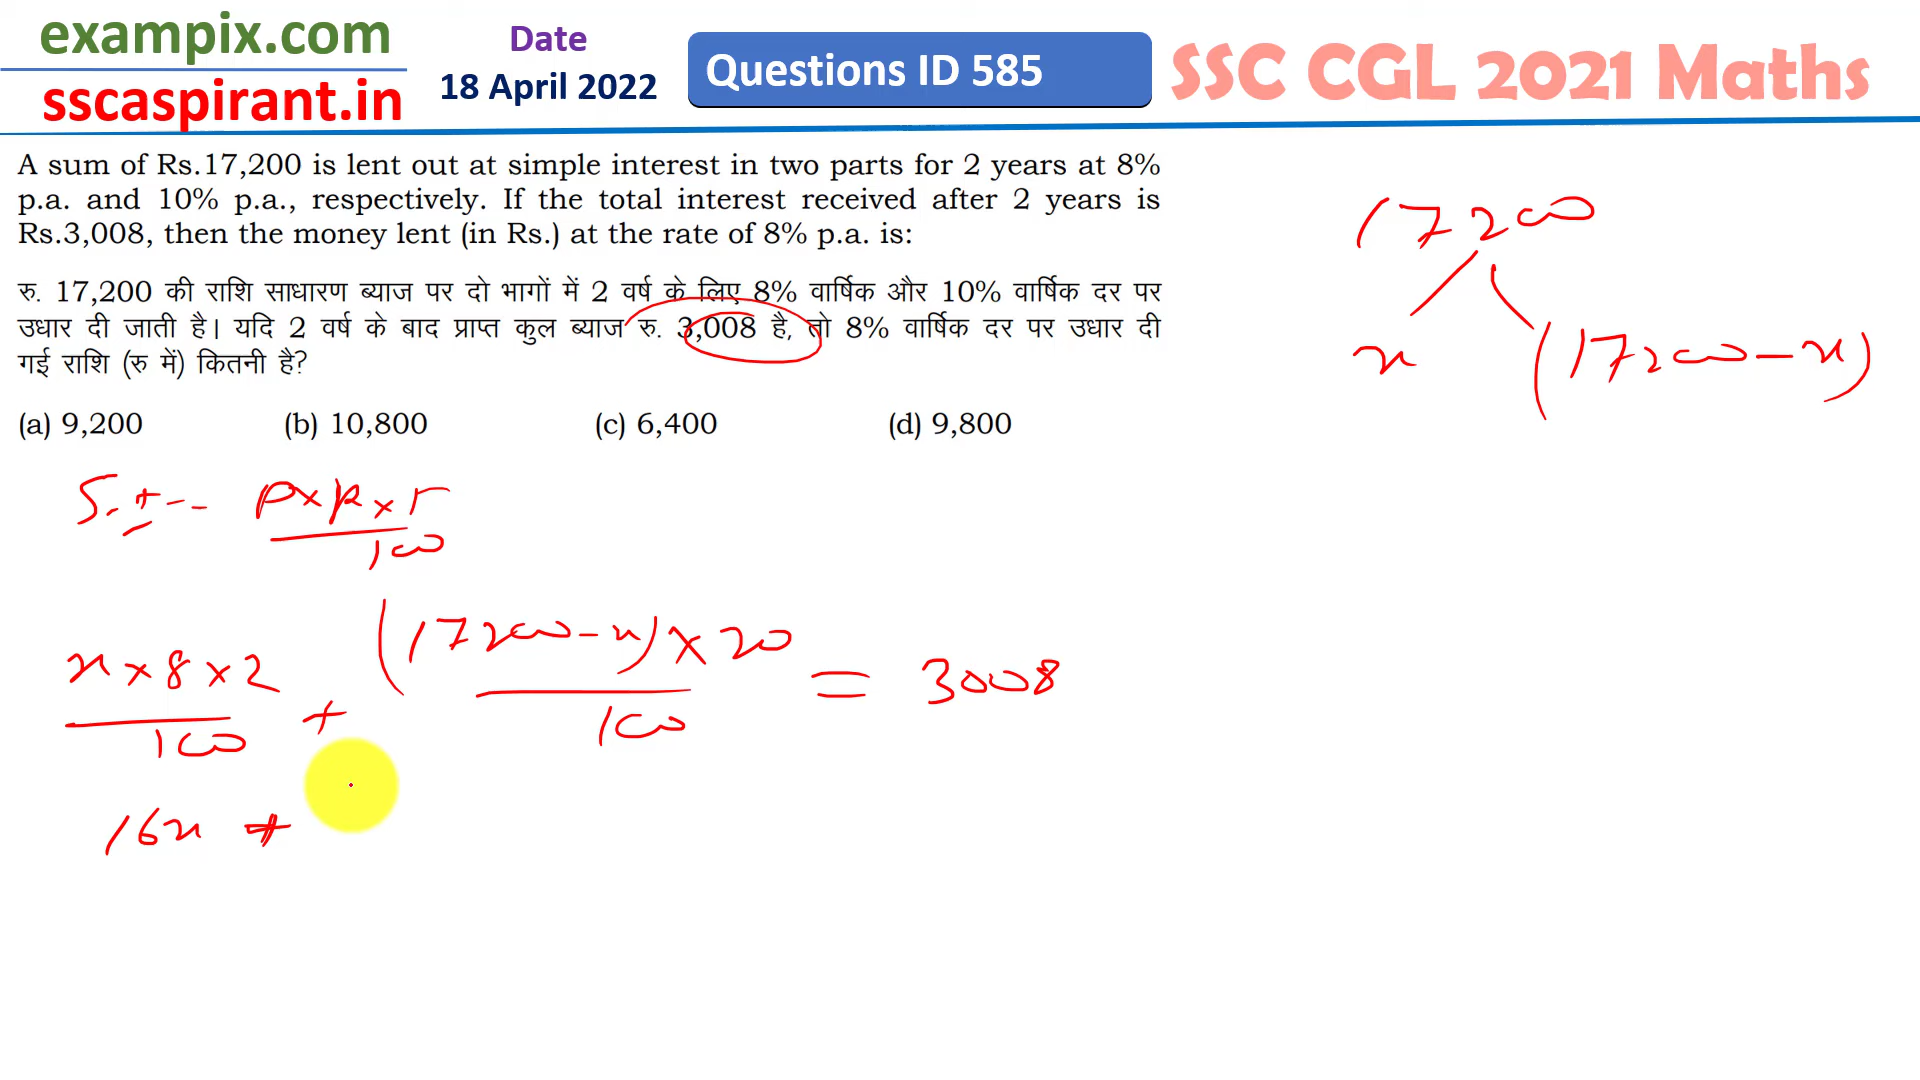 exampix.com
sscaspirant.in
Date
18 April 2022
Questions ID 585
SSC CGL 2021 Maths
A sum of Rs.17,200 is lent out at simple interest in two parts for 2 years at 8%
p.a. and 10% p.a., respectively. If the total interest received after 2 years is
Rs.3,008, then the money lent (in Rs.) at the rate of 8% p.a. is:
रु. 17,200 की राशि साधारण ब्याज पर दो भागों में 2 वर्ष के लिए 8% वार्षिक और 10% वार्षिक दर पर
उधार दी जाती है। यदि 2 वर्ष के बाद प्राप्त कुल ब्याज रु. 3,008 है, तो 8% वार्षिक दर पर उधार दी
गई राशि (रु में) कितनी है?
(a) 9,200 (b) 10,800 (c) 6,400 (d) 9,800
17200
x (17200-x)
P×R×T
100
x×8×2 + (17200-x)×20 = 3008
100 100
16x +